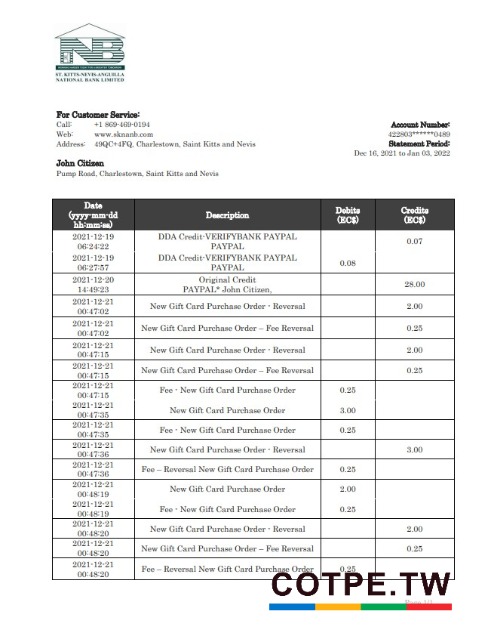 NB
ST. KITTS-NEVIS-ANGUILLA
NATIONAL BANK LIMITED
For Customer Service:
Call: +1 869-469-0194
Web: www.sknanb.com
Address: 49QC+4FQ, Charlestown, Saint Kitts and Nevis
Account Number:
422803******0489
Statement Period:
Dec 16, 2021 to Jan 03, 2022
John Citizen
Pump Road, Charlestown, Saint Kitts and Nevis
Date (yyyy-mm-dd hh:mm:ss) Description Debits (EC$) Credits (EC$)
2021-12-19 06:24:22 DDA Credit-VERIFYBANK PAYPAL PAYPAL 0.07
2021-12-19 06:27:57 DDA Credit-VERIFYBANK PAYPAL PAYPAL 0.08
2021-12-20 14:49:23 Original Credit PAYPAL* John Citizen, 28.00
2021-12-21 00:47:02 New Gift Card Purchase Order - Reversal 2.00
2021-12-21 00:47:02 New Gift Card Purchase Order – Fee Reversal 0.25
2021-12-21 00:47:15 New Gift Card Purchase Order - Reversal 2.00
2021-12-21 00:47:15 New Gift Card Purchase Order – Fee Reversal 0.25
2021-12-21 00:47:15 Fee - New Gift Card Purchase Order 0.25
2021-12-21 00:47:35 New Gift Card Purchase Order 3.00
2021-12-21 00:47:35 Fee - New Gift Card Purchase Order 0.25
2021-12-21 00:47:36 New Gift Card Purchase Order - Reversal 3.00
2021-12-21 00:47:36 Fee – Reversal New Gift Card Purchase Order 0.25
2021-12-21 00:48:19 New Gift Card Purchase Order 2.00
2021-12-21 00:48:19 Fee - New Gift Card Purchase Order 0.25
2021-12-21 00:48:20 New Gift Card Purchase Order - Reversal 2.00
2021-12-21 00:48:20 New Gift Card Purchase Order – Fee Reversal 0.25
2021-12-21 00:48:20 Fee – Reversal New Gift Card Purchase Order 0.25
COTPE.TW